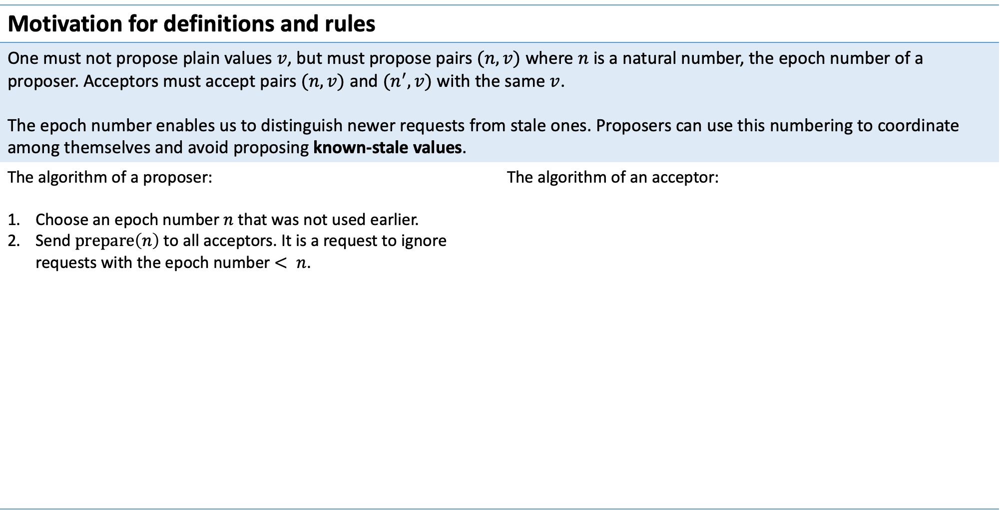 Motivation for definitions and rules
One must not propose plain values 𝑣, but must propose pairs (𝑛, 𝑣) where 𝑛 is a natural number, the epoch number of a
proposer. Acceptors must accept pairs (𝑛, 𝑣) and (𝑛′, 𝑣) with the same 𝑣.
The epoch number enables us to distinguish newer requests from stale ones. Proposers can use this numbering to coordinate
among themselves and avoid proposing known-stale values.
The algorithm of a proposer:
1. Choose an epoch number 𝑛 that was not used earlier.
2. Send prepare(𝑛) to all acceptors. It is a request to ignore
requests with the epoch number < 𝑛.
The algorithm of an acceptor: